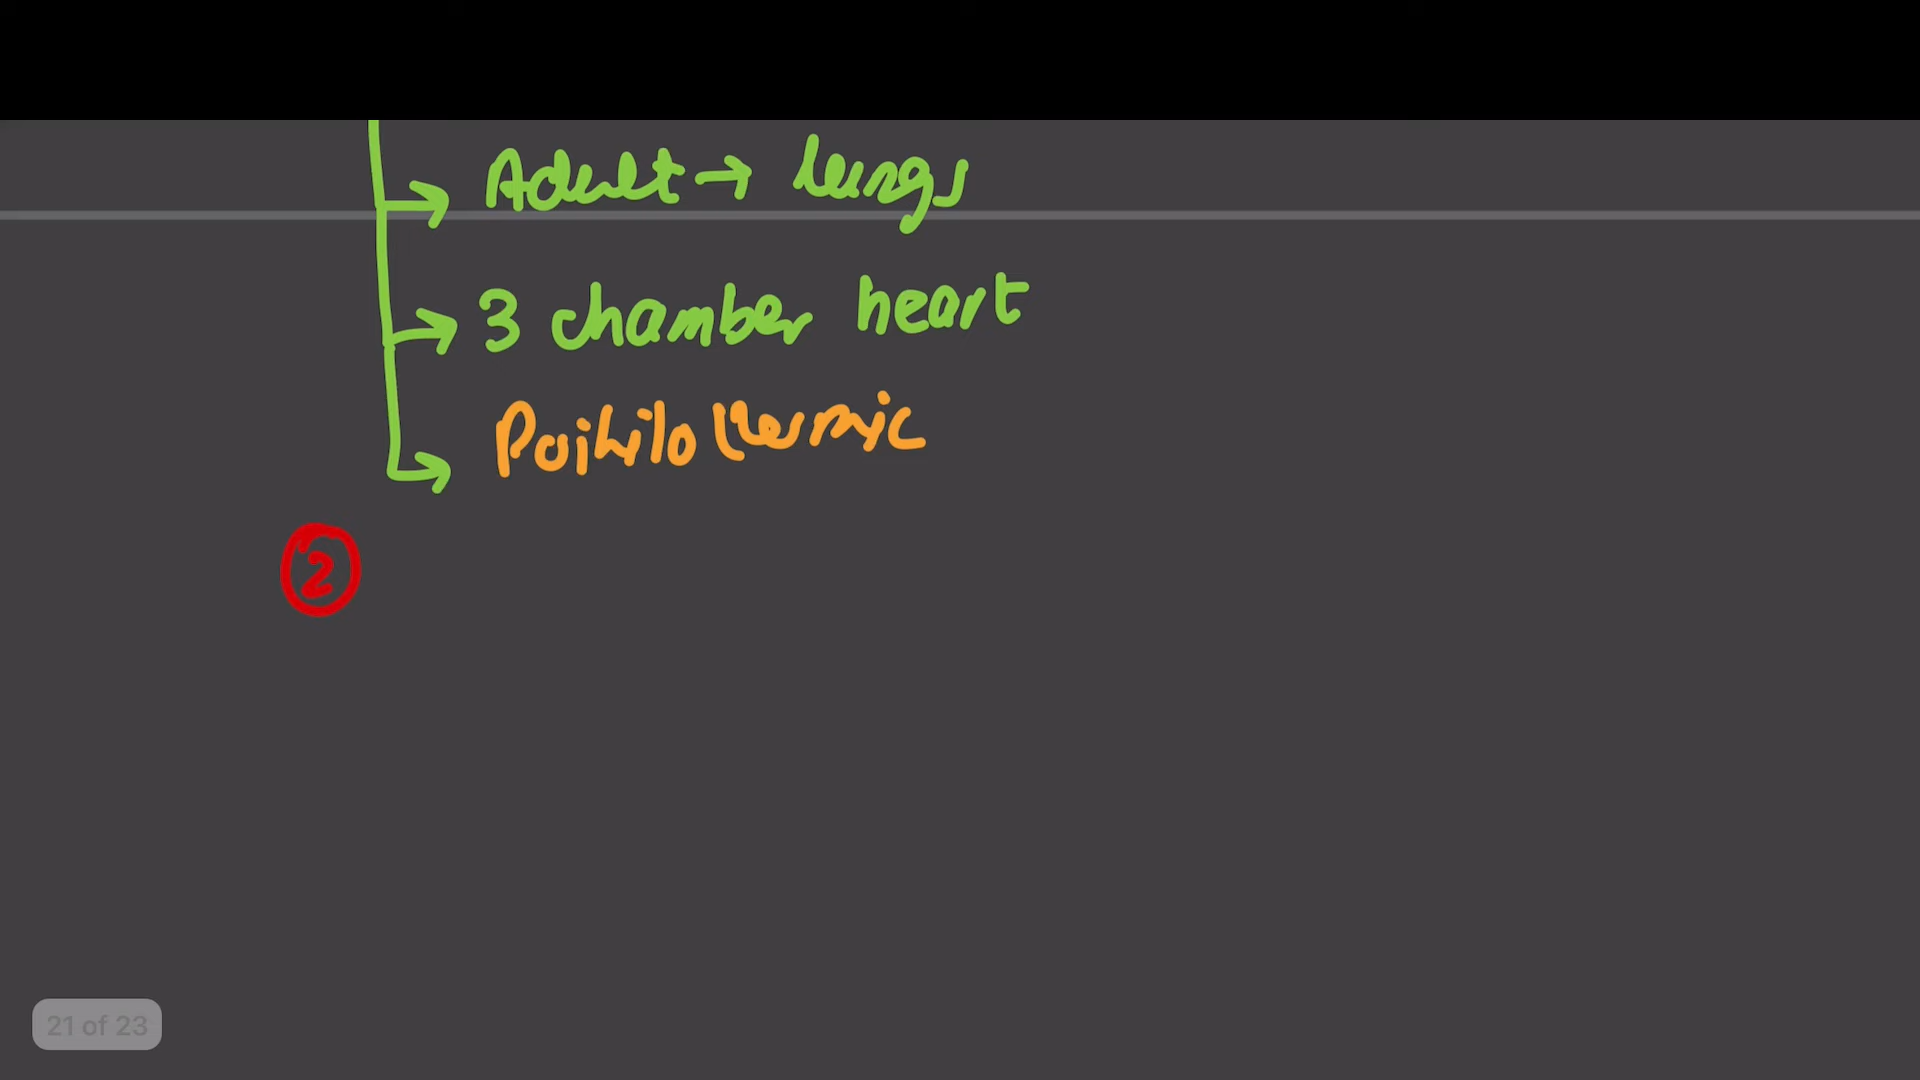 → Adult → lungs
→ 3 chamber heart
→ Poikilothermic
②
21 of 23